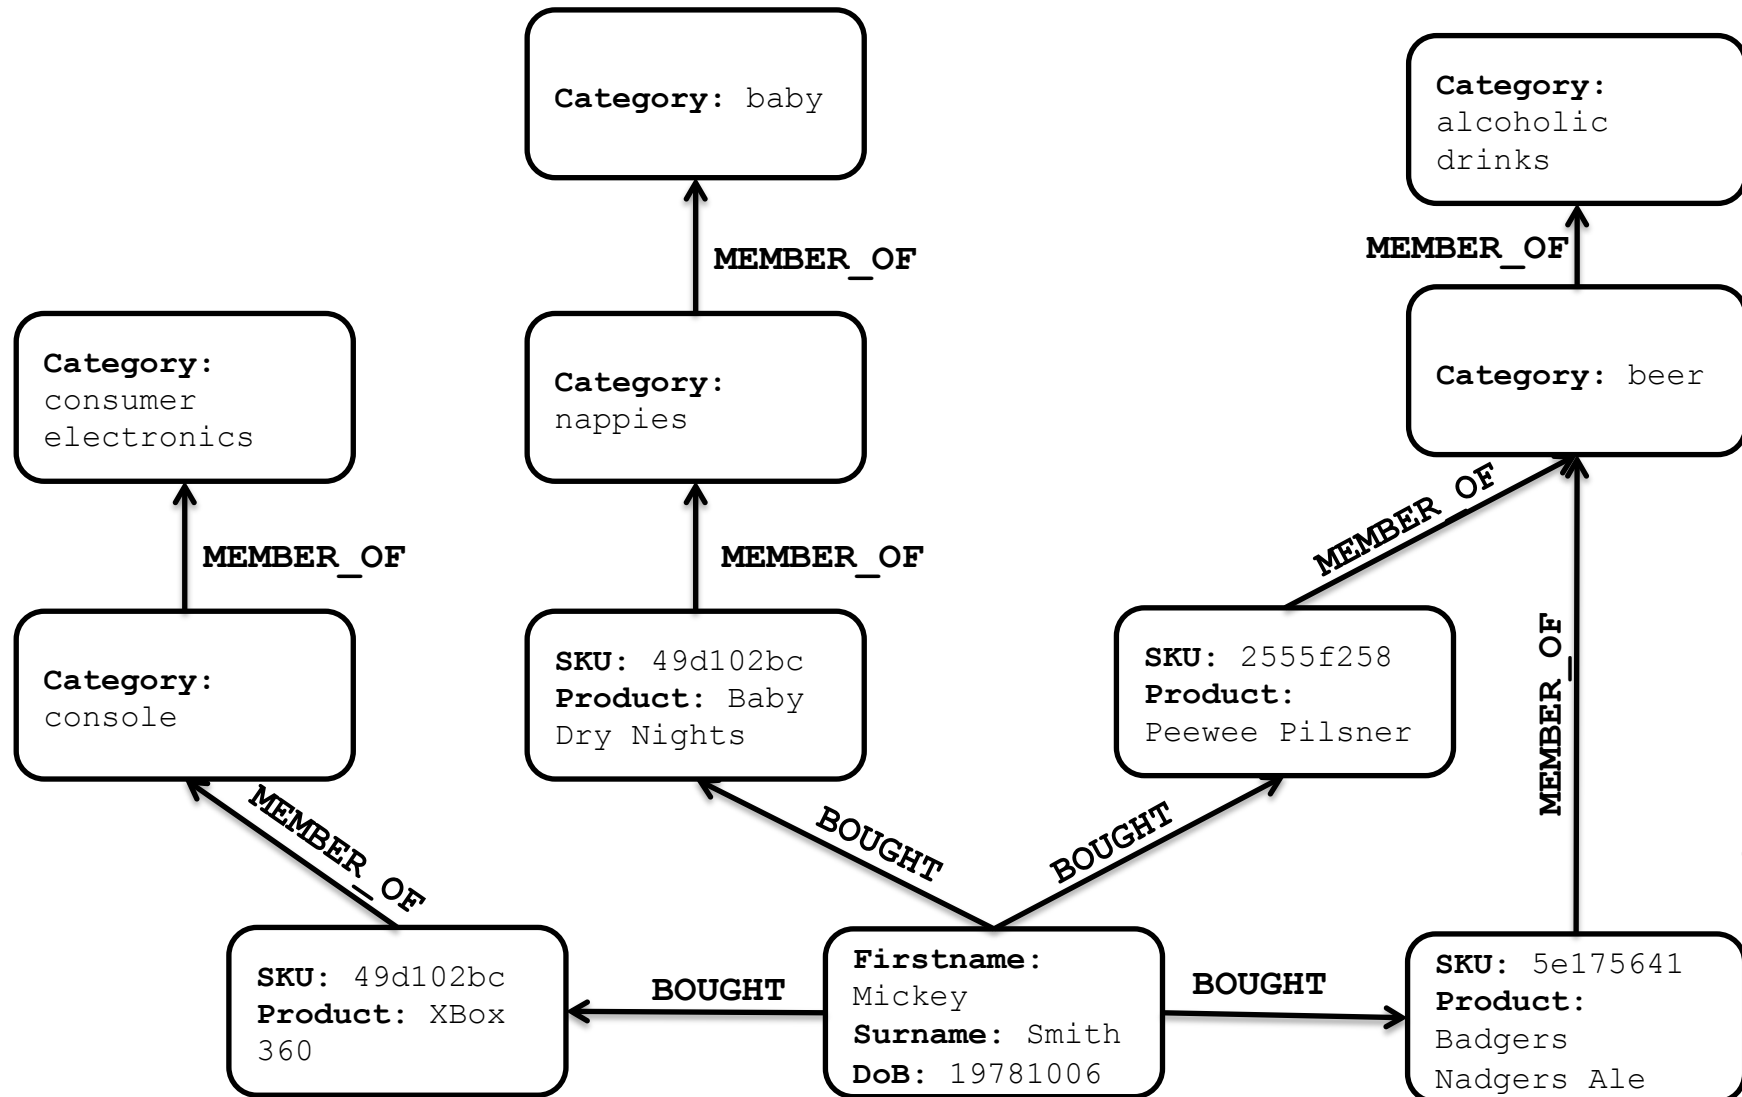 Category: baby
Category:
alcoholic
drinks
MEMBER_OF
MEMBER_OF
Category:
consumer
electronics
Category:
nappies
Category: beer
MEMBER_OF
MEMBER_OF
MEMBER_OF
MEMBER_OF
Category:
console
SKU: 49d102bc
Product: Baby
Dry Nights
SKU: 2555f258
Product:
Peewee Pilsner
MEMBER_OF
BOUGHT
BOUGHT
SKU: 49d102bc
Product: XBox
360
BOUGHT
Firstname:
Mickey
Surname: Smith
DoB: 19781006
BOUGHT
SKU: 5e175641
Product:
Badgers
Nadgers Ale